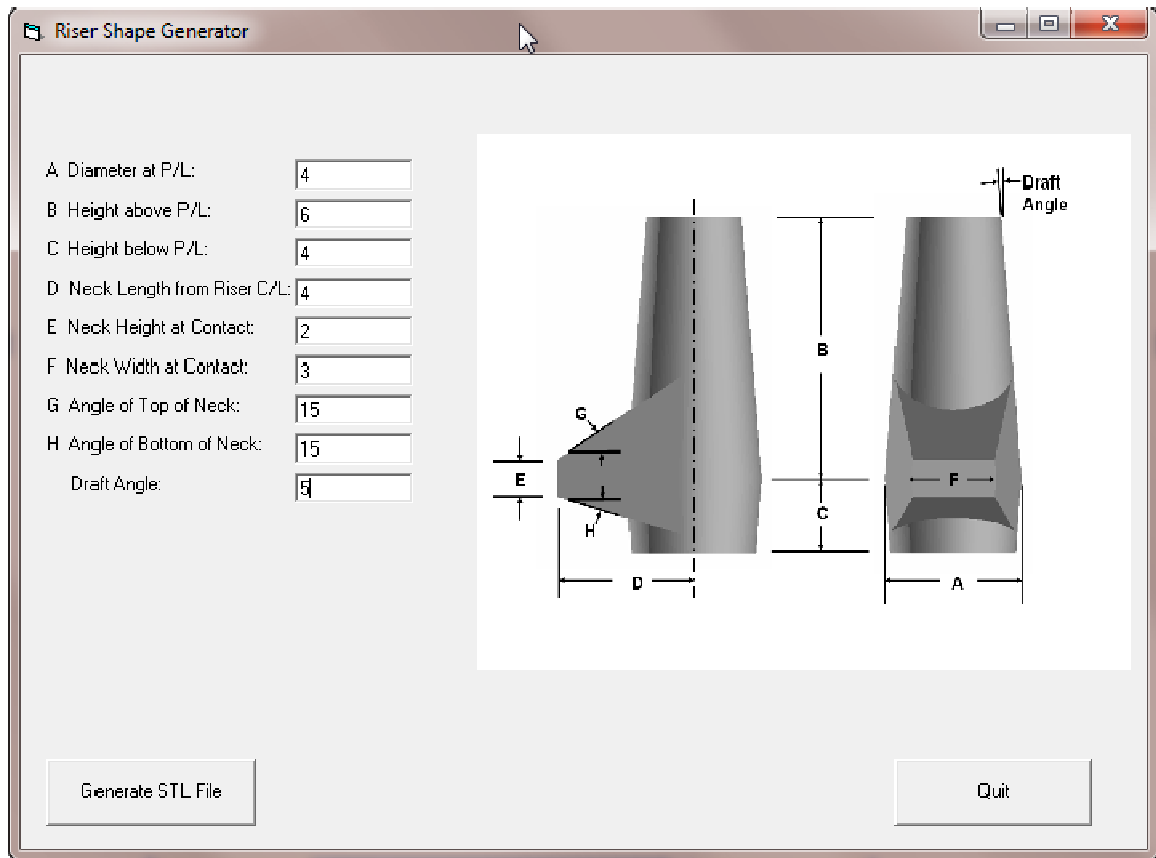 Riser Shape Generator
A Diameter at P/L: 4
B Height above P/L: 6
C Height below P/L: 4
D Neck Length from Riser C/L: 4
E Neck Height at Contact: 2
F Neck Width at Contact: 3
G Angle of Top of Neck: 15
H Angle of Bottom of Neck: 15
Draft Angle: 5
Draft
Angle
B
G
E
F
C
H
D
A
Generate STL File
Quit